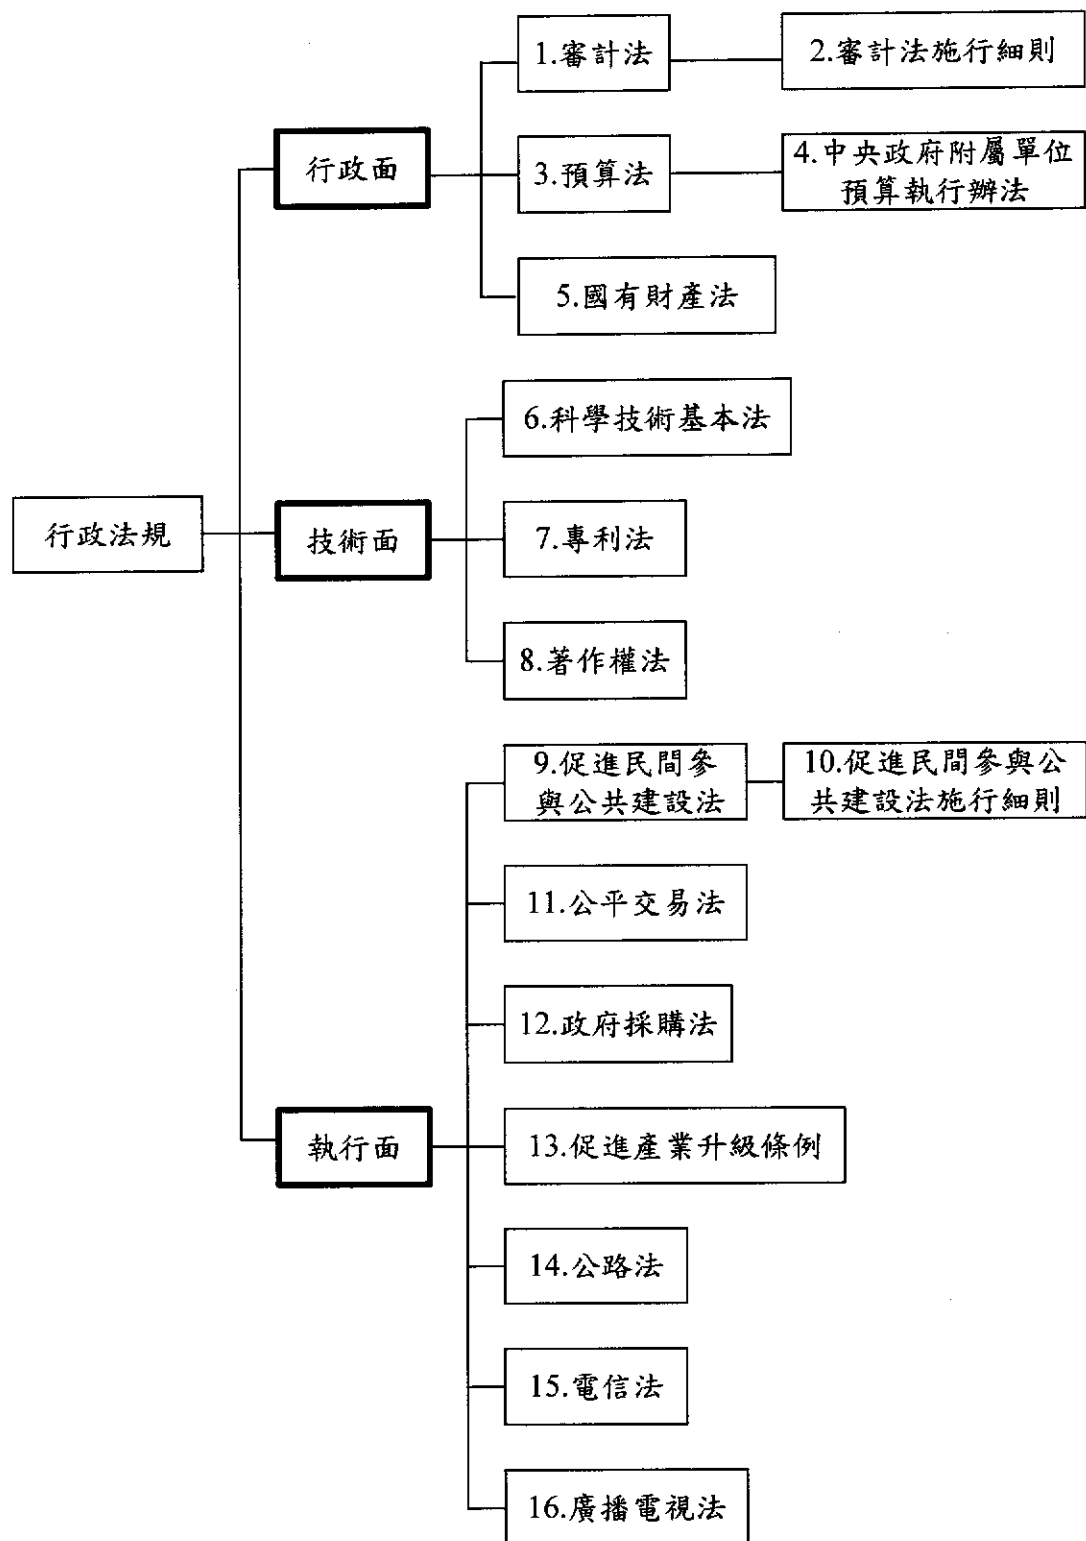 1.審計法
2.審計法施行細則
行政面
3.預算法
4.中央政府附屬單位
預算執行辦法
5.國有財產法
6.科學技術基本法
行政法規
技術面
7.專利法
8.著作權法
9.促進民間參
與公共建設法
10.促進民間參與公
共建設法施行細則
11.公平交易法
12.政府採購法
執行面
13.促進產業升級條例
14.公路法
15.電信法
16.廣播電視法